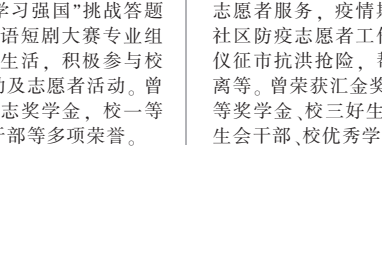 学习强国”挑战答题
语短剧大赛专业组
生活，积极参与校
动及志愿者活动。曾
志奖学金，校一等
干部等多项荣誉。
志愿者服务，疫情期
社区防疫志愿者工作
仪征市抗洪抢险，帮
离等。曾荣获汇金奖
等奖学金、校三好生
生会干部、校优秀学